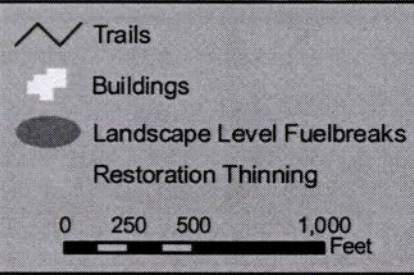 Trails
Buildings
Landscape Level Fuelbreaks
Restoration Thinning
0 250 500 1,000
Feet